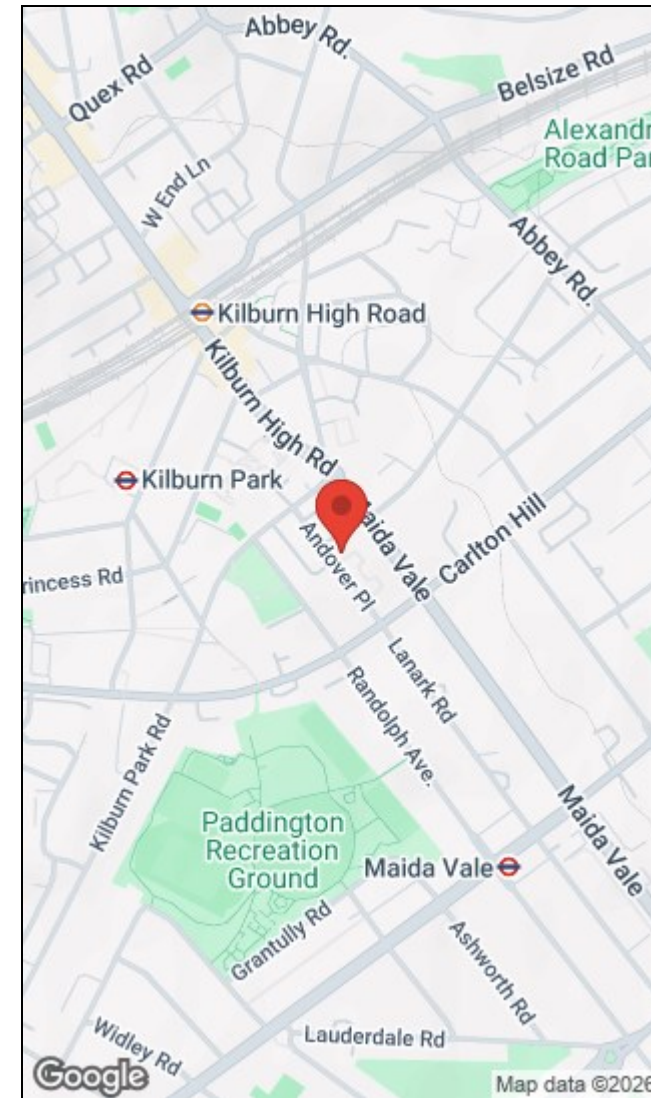 Abbey Rd.
Quex Rd
Belsize Rd
Alexandr
Road Par
W End Ln
Abbey Rd.
Kilburn High Road
Kilburn High Rd
Kilburn Park
Maida Vale
Carlton Hill
Andover Pl
rincess Rd
Lanark Rd
Randolph Ave.
Kilburn Park Rd
Maida Vale
Paddington
Recreation
Ground
Maida Vale
Grantully Rd
Ashworth Rd
Widley Rd
Lauderdale Rd
Google
Map data ©2026